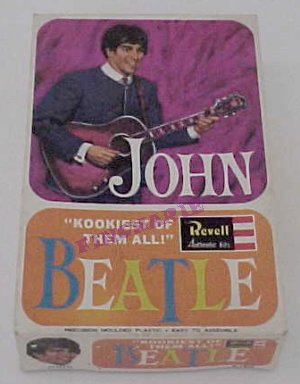 JOHN
"KOOKIEST OF
THEM ALL!"
Revell
Authentic Kits
BEATLE
PRECISION MOULDED PLASTIC • EASY TO ASSEMBLE
"KOOKIEST OF
THEM ALL!"
BEATLE